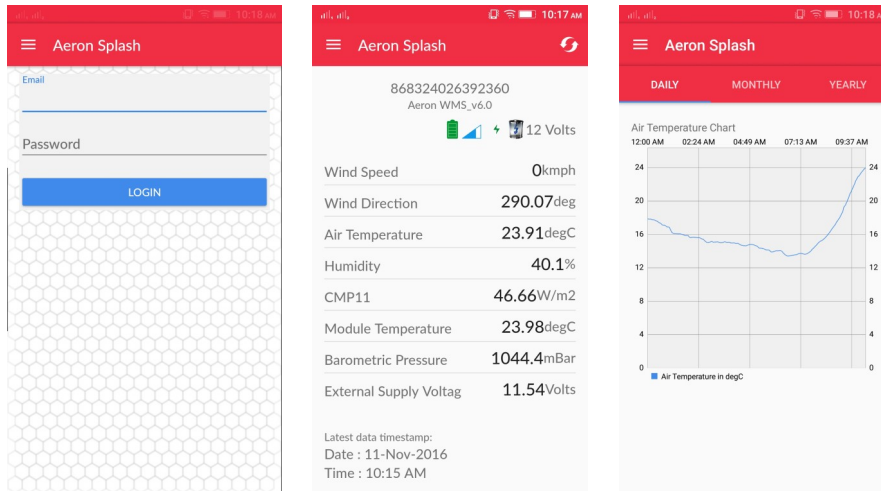 10:18 AM
Aeron Splash
Email
Password
LOGIN
10:17 AM
Aeron Splash
868324026392360
Aeron WMS_v6.0
12 Volts
Wind Speed 0kmph
Wind Direction 290.07deg
Air Temperature 23.91degC
Humidity 40.1%
CMP11 46.66W/m2
Module Temperature 23.98degC
Barometric Pressure 1044.4mBar
External Supply Voltag 11.54Volts
Latest data timestamp:
Date : 11-Nov-2016
Time : 10:15 AM
10:18 A
Aeron Splash
DAILY MONTHLY YEARLY
Air Temperature Chart
12:00 AM 02:24 AM 04:49 AM 07:13 AM 09:37 AM
24 24
20 20
16 16
12 12
8 8
4 4
0 0
Air Temperature in degC